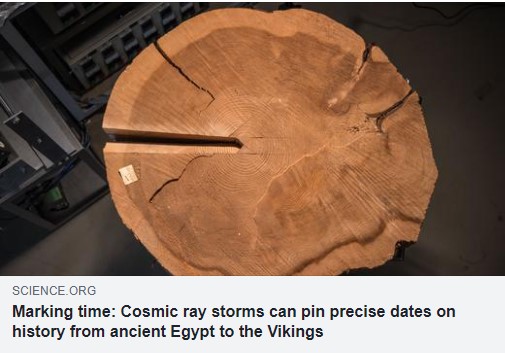 SCIENCE.ORG
Marking time: Cosmic ray storms can pin precise dates on
history from ancient Egypt to the Vikings